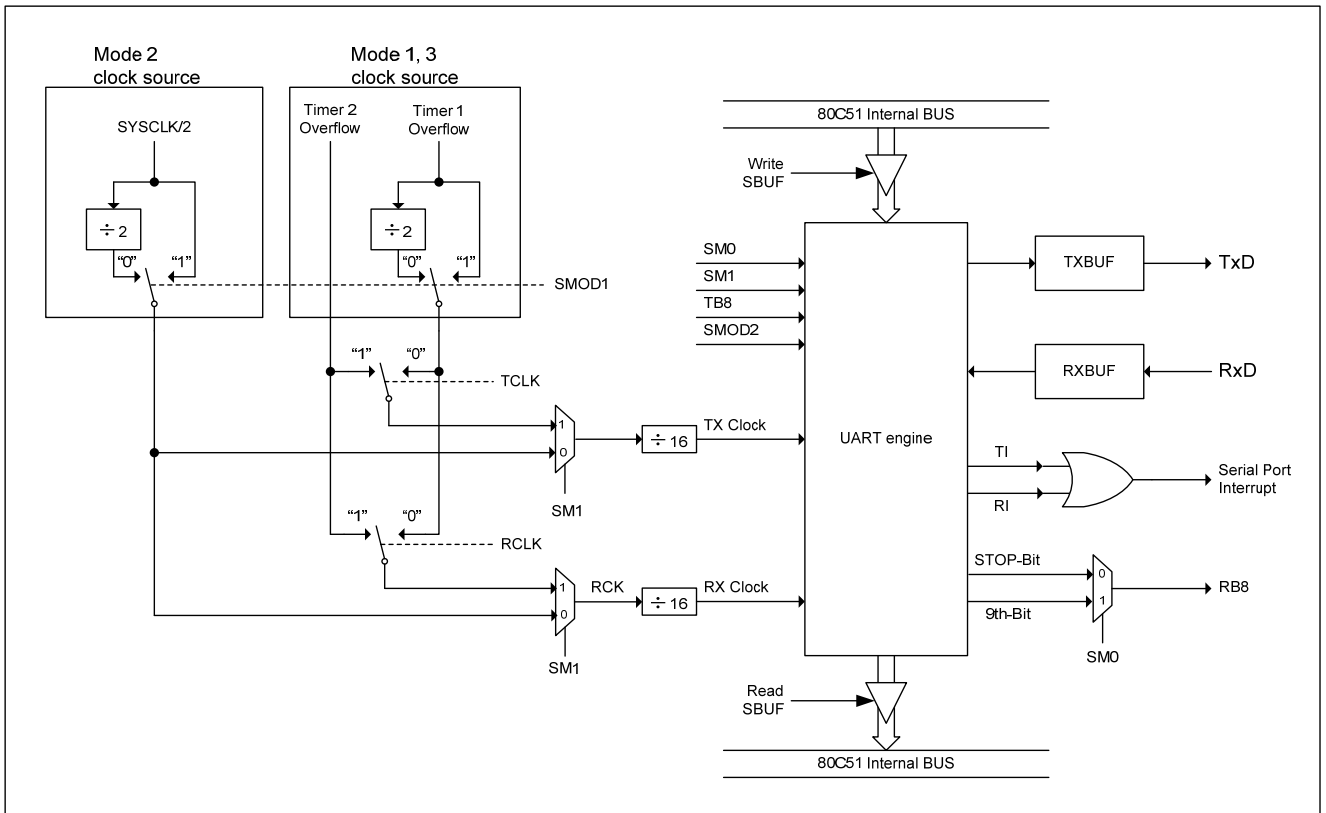 Mode 2
clock source
Mode 1, 3
clock source
SYSCLK/2
Timer 2
Overflow
Timer 1
Overflow
÷ 2
÷ 2
“0”
“1”
“0”
“1”
SMOD1
“1”
“0”
TCLK
1
0
SM1
÷ 16
TX Clock
“1”
“0”
RCLK
1
0
SM1
RCK
÷ 16
RX Clock
80C51 Internal BUS
Write
SBUF
SM0
SM1
TB8
SMOD2
UART engine
TXBUF
TxD
RXBUF
RxD
TI
RI
Serial Port
Interrupt
STOP-Bit
9th-Bit
0
1
SM0
RB8
Read
SBUF
80C51 Internal BUS